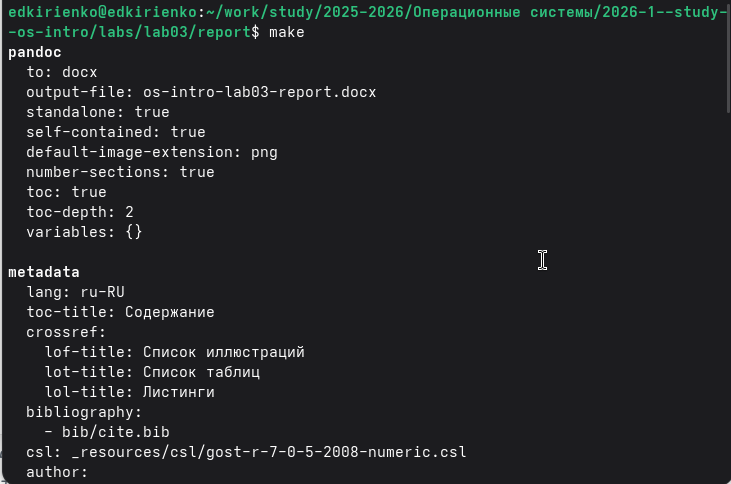 edkirienko@edkirienko:~/work/study/2025-2026/Операционные системы/2026-1--study-
-os-intro/labs/lab03/report$ make
pandoc
  to: docx
  output-file: os-intro-lab03-report.docx
  standalone: true
  self-contained: true
  default-image-extension: png
  number-sections: true
  toc: true
  toc-depth: 2
  variables: {}

metadata
  lang: ru-RU
  toc-title: Содержание
  crossref:
    lof-title: Список иллюстраций
    lot-title: Список таблиц
    lol-title: Листинги
  bibliography:
    - bib/cite.bib
  csl: _resources/csl/gost-r-7-0-5-2008-numeric.csl
  author: